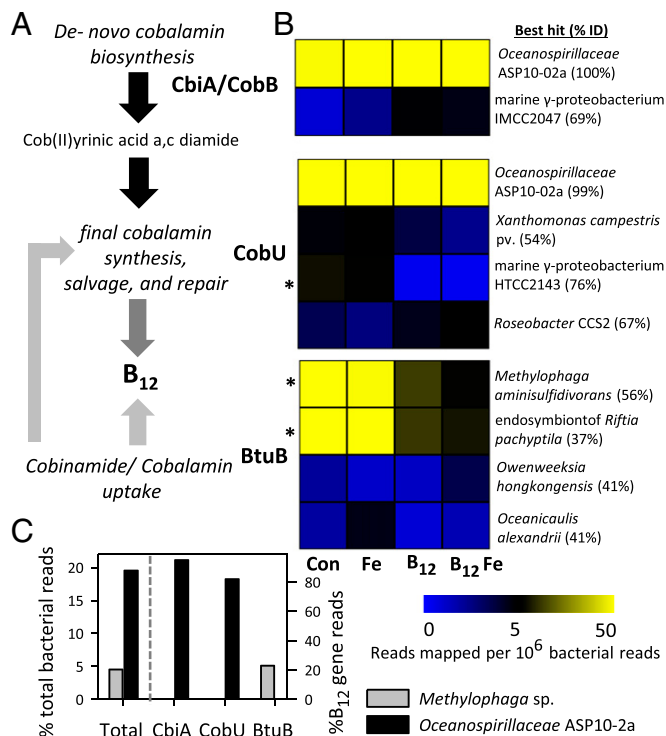 A
De- novo cobalamin
biosynthesis
CbiA/CobB
Cob(II)yrinic acid a,c diamide
final cobalamin
synthesis,
salvage, and repair
B12
Cobinamide/ Cobalamin
uptake
B
Best hit (% ID)
Oceanospirillaceae
ASP10-02a (100%)
marine γ-proteobacterium
IMCC2047 (69%)
CobU
Oceanospirillaceae
ASP10-02a (99%)
Xanthomonas campestris
pv. (54%)
*
marine γ-proteobacterium
HTCC2143 (76%)
Roseobacter CCS2 (67%)
BtuB
*
Methylophaga
aminisulfidivorans (56%)
*
endosymbiontof Riftia
pachyptila (37%)
Owenweeksia
hongkongensis (41%)
Oceanicaulis
alexandrii (41%)
Con Fe B12 B12 Fe
0 5 50
Reads mapped per 10^6 bacterial reads
C
% total bacterial reads
20
15
10
5
0
80
60
40
20
0
%B12 gene reads
Total CbiA CobU BtuB
Methylophaga sp.
Oceanospirillaceae ASP10-2a